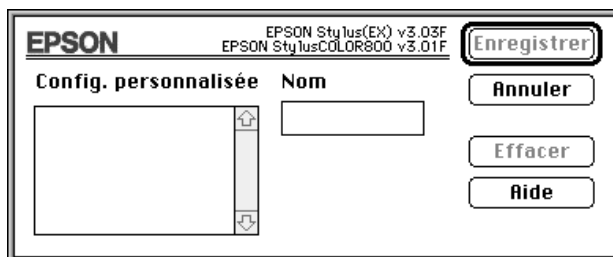 EPSON
EPSON Stylus(EX) v3.03F
EPSON StylusCOLOR800 v3.01F
Enregistrer
Config. personnalisée
Nom
Annuler
Effacer
Aide